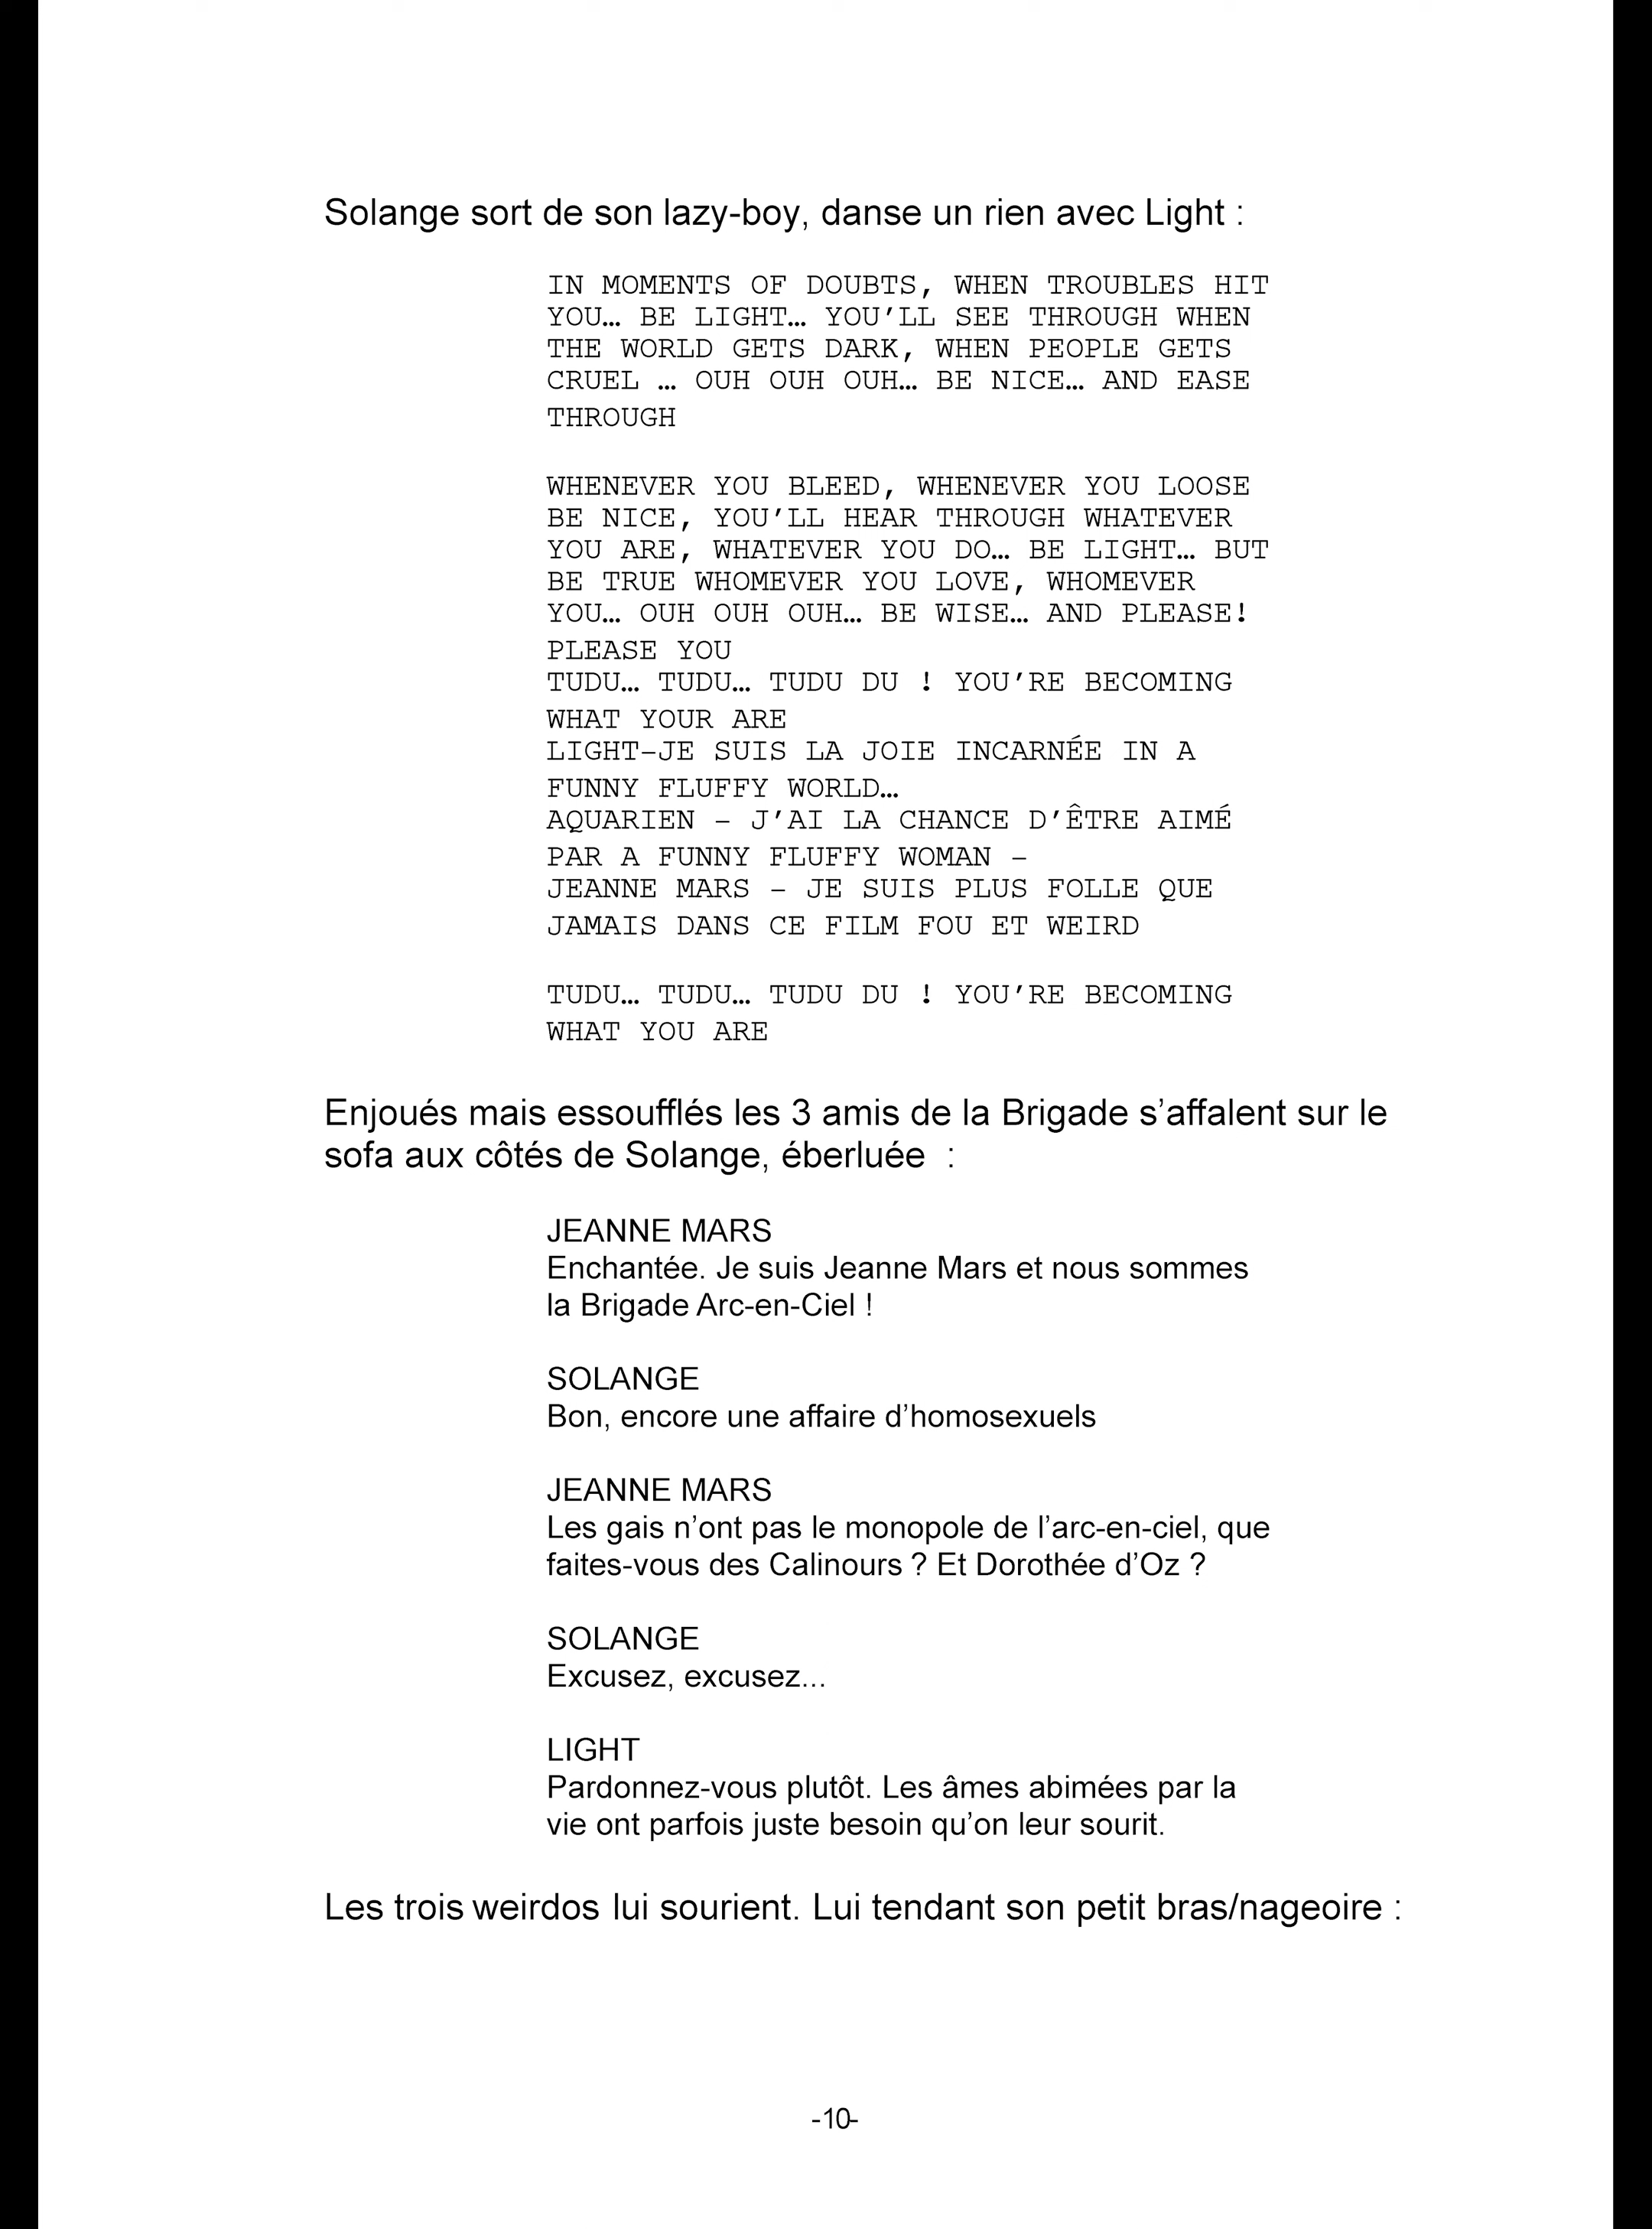 Solange sort de son lazy-boy, danse un rien avec Light :
IN MOMENTS OF DOUBTS, WHEN TROUBLES HIT
YOU… BE LIGHT… YOU’LL SEE THROUGH WHEN
THE WORLD GETS DARK, WHEN PEOPLE GETS
CRUEL … OUH OUH OUH… BE NICE… AND EASE
THROUGH
WHENEVER YOU BLEED, WHENEVER YOU LOOSE
BE NICE, YOU’LL HEAR THROUGH WHATEVER
YOU ARE, WHATEVER YOU DO… BE LIGHT… BUT
BE TRUE WHOMEVER YOU LOVE, WHOMEVER
YOU… OUH OUH OUH… BE WISE… AND PLEASE!
PLEASE YOU
TUDU… TUDU… TUDU DU ! YOU’RE BECOMING
WHAT YOUR ARE
LIGHT–JE SUIS LA JOIE INCARNÉE IN A
FUNNY FLUFFY WORLD…
AQUARIEN – J’AI LA CHANCE D’ÊTRE AIMÉ
PAR A FUNNY FLUFFY WOMAN –
JEANNE MARS – JE SUIS PLUS FOLLE QUE
JAMAIS DANS CE FILM FOU ET WEIRD
TUDU… TUDU… TUDU DU ! YOU’RE BECOMING
WHAT YOU ARE
Enjoués mais essoufflés les 3 amis de la Brigade s’affalent sur le
sofa aux côtés de Solange, éberluée  :
JEANNE MARS
Enchantée. Je suis Jeanne Mars et nous sommes
la Brigade Arc-en-Ciel !
SOLANGE
Bon, encore une affaire d’homosexuels
JEANNE MARS
Les gais n’ont pas le monopole de l’arc-en-ciel, que
faites-vous des Calinours ? Et Dorothée d’Oz ?
SOLANGE
Excusez, excusez...
LIGHT
Pardonnez-vous plutôt. Les âmes abimées par la
vie ont parfois juste besoin qu’on leur sourit.
Les trois weirdos lui sourient. Lui tendant son petit bras/nageoire :
-10-